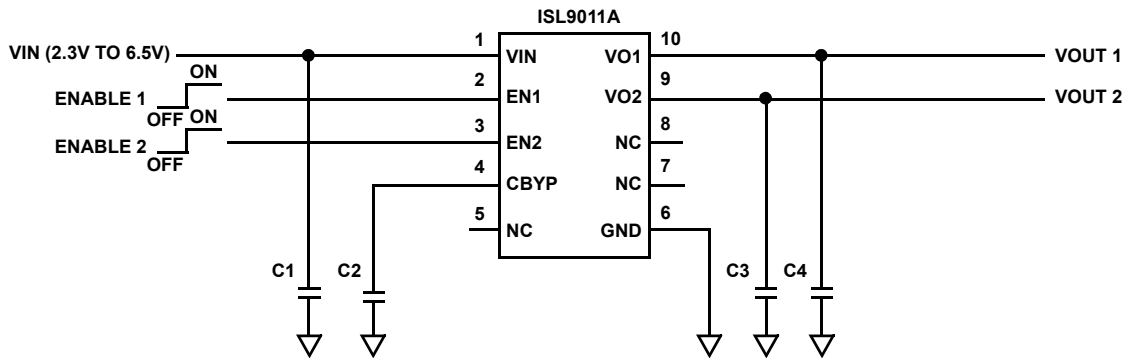 ISL9011A
VIN (2.3V TO 6.5V)
1
VIN
VO1
10
VOUT 1
ON
ENABLE 1
OFF
2
EN1
VO2
9
VOUT 2
ON
ENABLE 2
OFF
3
EN2
NC
8
4
CBYP
NC
7
5
NC
GND
6
C1
C2
C3
C4